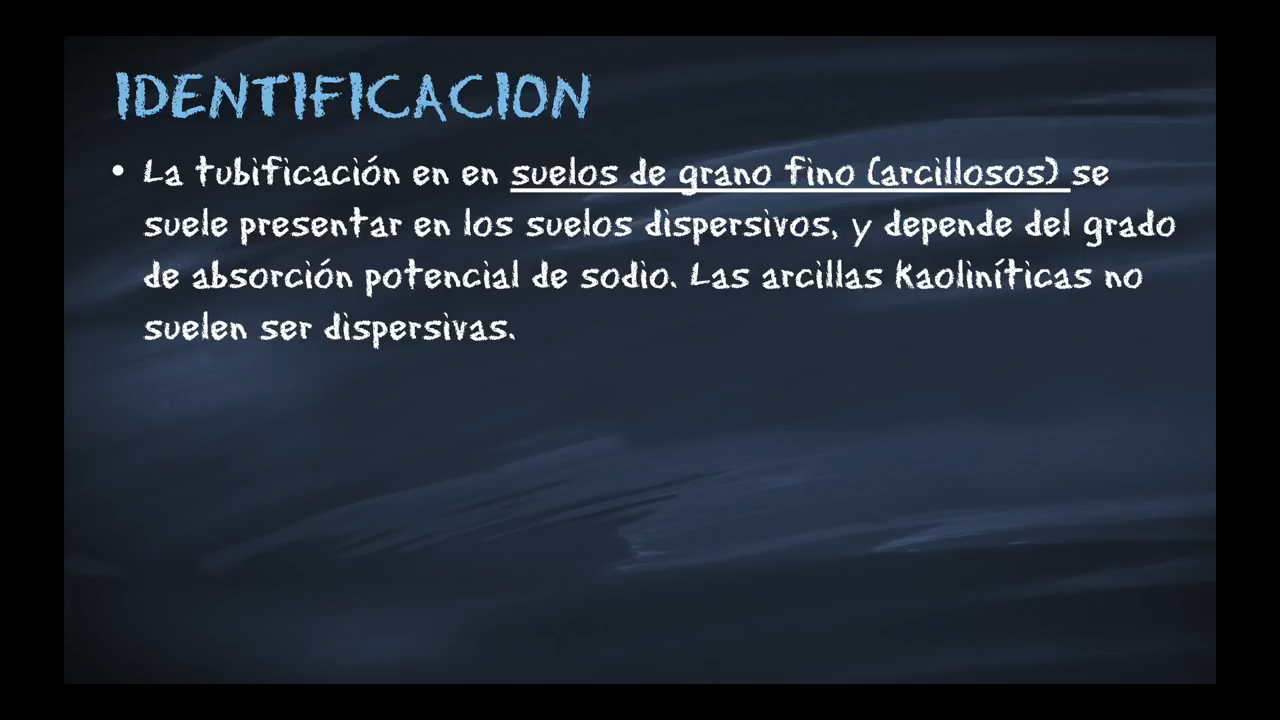 IDENTIFICACION
• La tubificación en en suelos de grano fino (arcillosos) se
suele presentar en los suelos dispersivos, y depende del grado
de absorción potencial de sodio. Las arcillas kaoliníticas no
suelen ser dispersivas.